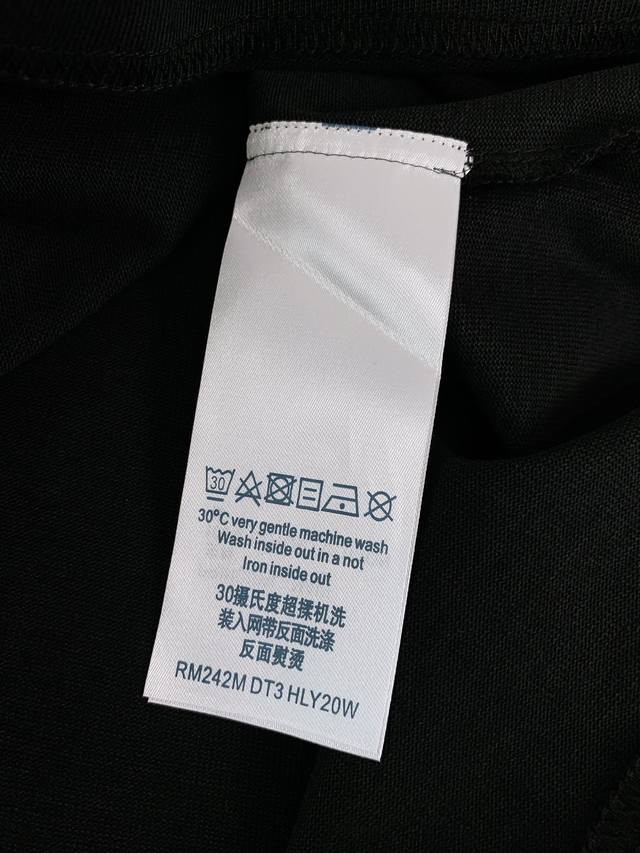 30
30°C very gentle machine wash
Wash inside out in a not
Iron inside out
30摄氏度超揉机洗
装入网带反面洗涤
反面熨烫
RM242M DT3 HLY20W